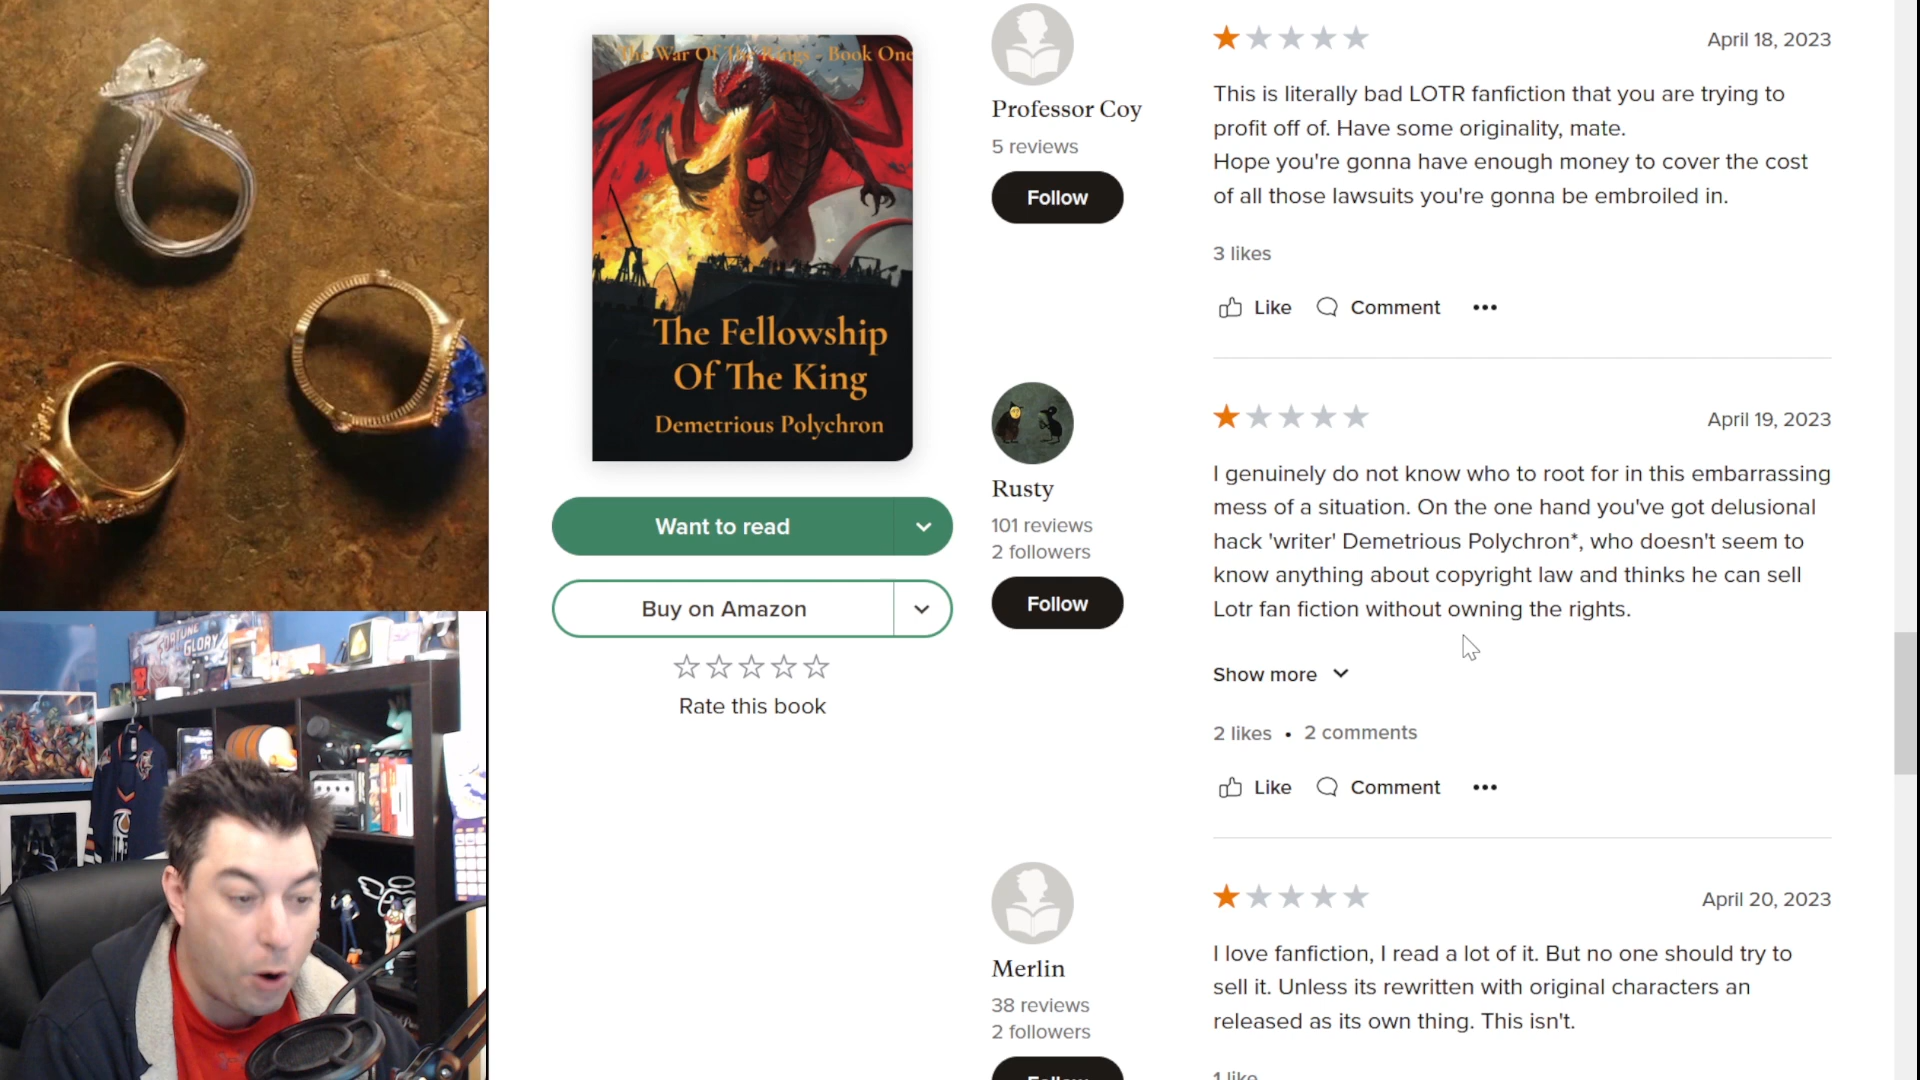 FORTUNE
GLORY
The War Of The Rings - Book One
The Fellowship
Of The King
Demetrious Polychron
Want to read
Buy on Amazon
Rate this book
Professor Coy
5 reviews
Follow
April 18, 2023
This is literally bad LOTR fanfiction that you are trying to
profit off of. Have some originality, mate.
Hope you're gonna have enough money to cover the cost
of all those lawsuits you're gonna be embroiled in.
3 likes
Like Comment
Rusty
101 reviews
2 followers
Follow
April 19, 2023
I genuinely do not know who to root for in this embarrassing
mess of a situation. On the one hand you've got delusional
hack 'writer' Demetrious Polychron*, who doesn't seem to
know anything about copyright law and thinks he can sell
Lotr fan fiction without owning the rights.
Show more
2 likes • 2 comments
Like Comment
Merlin
38 reviews
2 followers
Follow
April 20, 2023
I love fanfiction, I read a lot of it. But no one should try to
sell it. Unless its rewritten with original characters an
released as its own thing. This isn't.
1 like